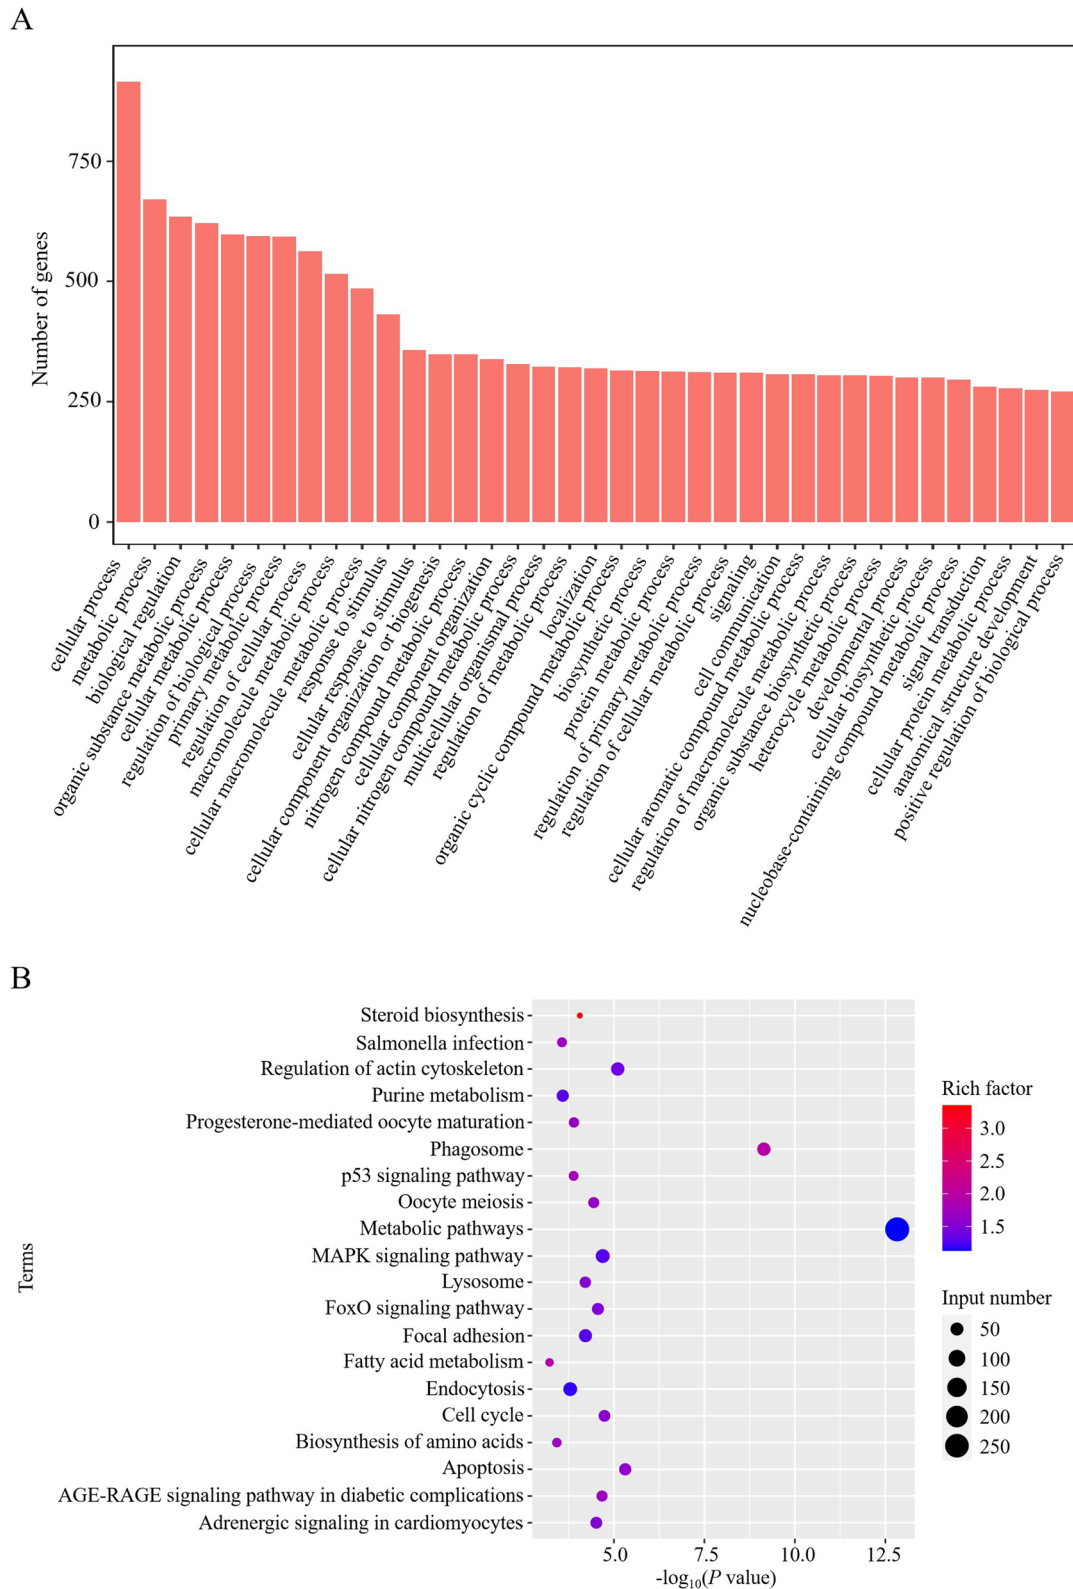 A
Number of genes
750
500
250
0
cellular process
metabolic process
biological regulation
organic substance metabolic process
cellular metabolic process
regulation of biological process
primary metabolic process
regulation of cellular process
macromolecule metabolic process
cellular macromolecule metabolic process
response to stimulus
cellular response to stimulus
cellular component organization or biogenesis
nitrogen compound metabolic process
cellular component organization
cellular nitrogen compound metabolic process
multicellular organismal process
regulation of metabolic process
localization
organic cyclic compound metabolic process
biosynthetic process
protein metabolic process
regulation of primary metabolic process
regulation of cellular metabolic process
signaling
cell communication
cellular aromatic compound metabolic process
regulation of macromolecule metabolic process
organic substance biosynthetic process
heterocycle metabolic process
developmental process
cellular biosynthetic process
nucleobase-containing compound metabolic process
signal transduction
cellular protein metabolic process
anatomical structure development
positive regulation of biological process
B
Terms
Steroid biosynthesis
Salmonella infection
Regulation of actin cytoskeleton
Purine metabolism
Progesterone-mediated oocyte maturation
Phagosome
p53 signaling pathway
Oocyte meiosis
Metabolic pathways
MAPK signaling pathway
Lysosome
FoxO signaling pathway
Focal adhesion
Fatty acid metabolism
Endocytosis
Cell cycle
Biosynthesis of amino acids
Apoptosis
AGE-RAGE signaling pathway in diabetic complications
Adrenergic signaling in cardiomyocytes
5.0 7.5 10.0 12.5
-log₁₀(P value)
Rich factor
3.0
2.5
2.0
1.5
Input number
50
100
150
200
250